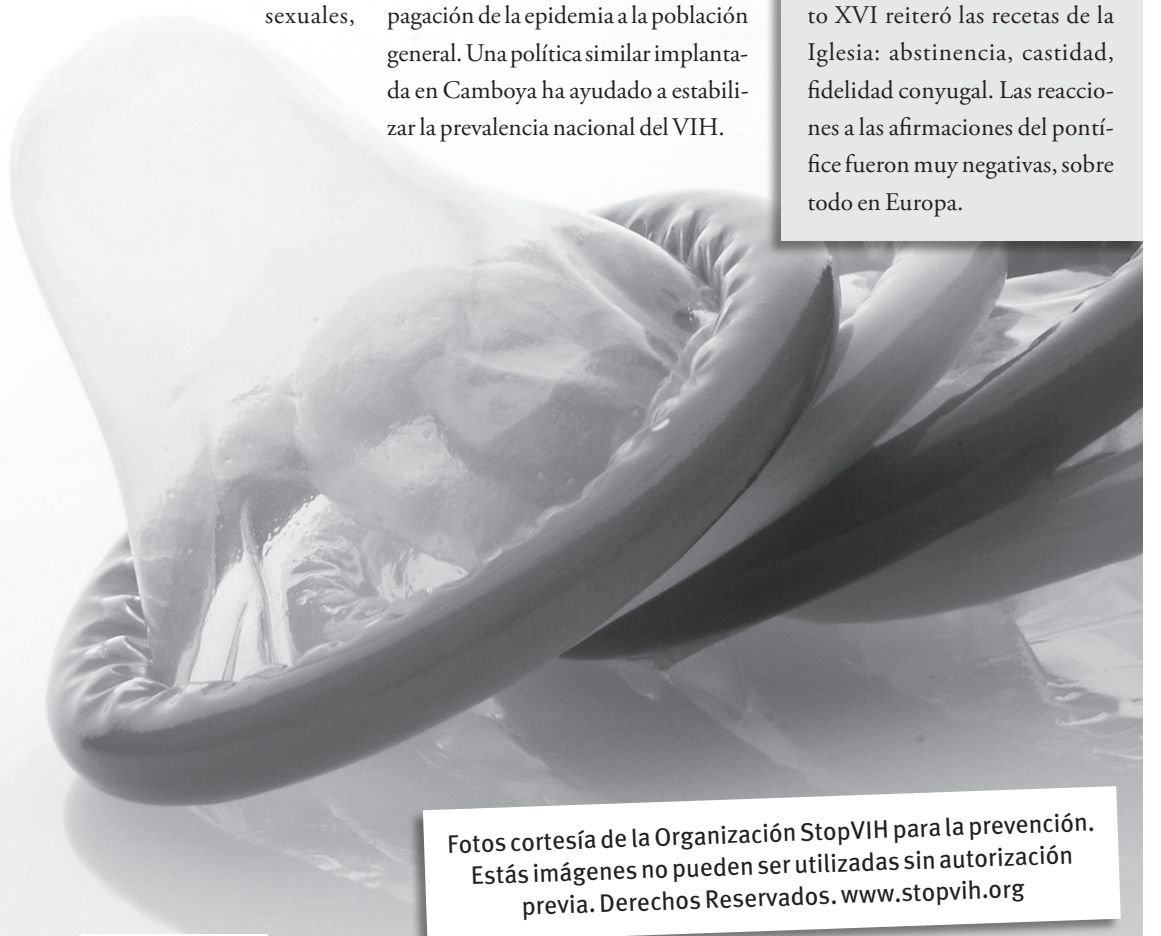 sexuales,
pagación de la epidemia a la población
general. Una política similar implanta-
da en Camboya ha ayudado a estabili-
zar la prevalencia nacional del VIH.
to XVI reiteró las recetas de la
Iglesia: abstinencia, castidad,
fidelidad conyugal. Las reaccio-
nes a las afirmaciones del pontí-
fice fueron muy negativas, sobre
todo en Europa.
Fotos cortesía de la Organización StopVIH para la prevención.
Estás imágenes no pueden ser utilizadas sin autorización
previa. Derechos Reservados. www.stopvih.org